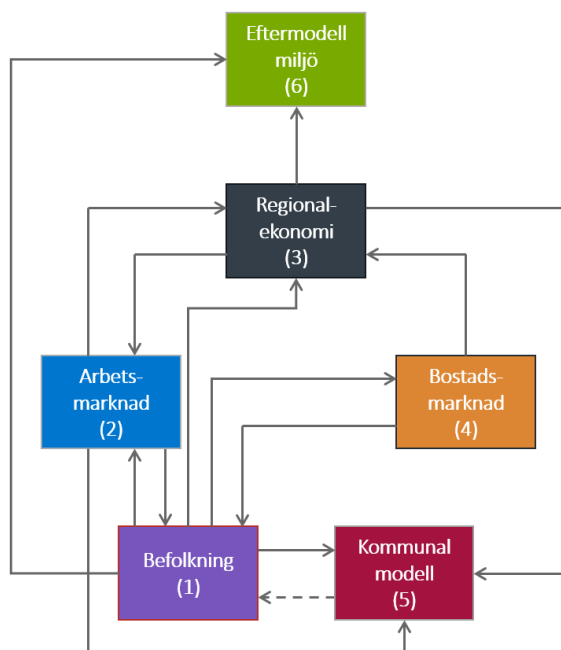 Eftermodell
miljö
(6)
Regional-
ekonomi
(3)
Arbets-
marknad
(2)
Bostads-
marknad
(4)
Befolkning
(1)
Kommunal
modell
(5)